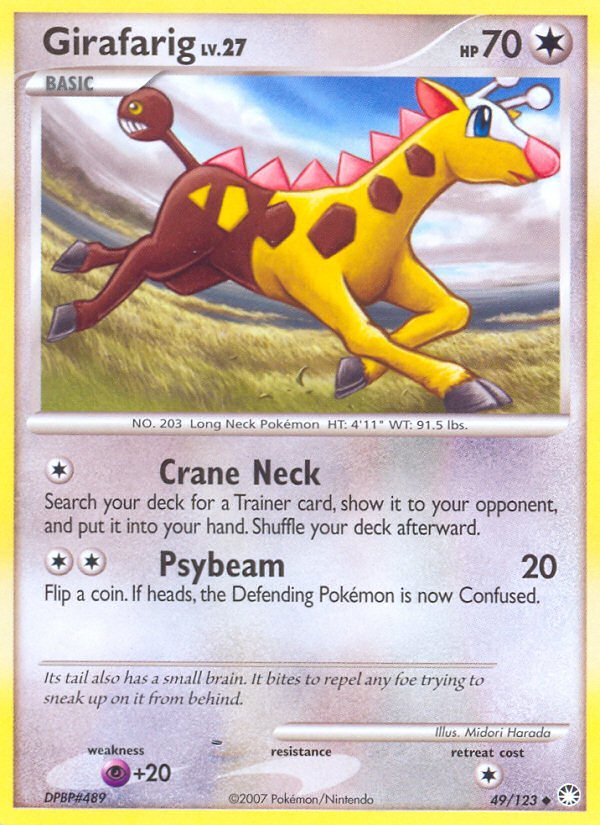 Girafarig LV.27
HP 70
BASIC
NO. 203 Long Neck Pokémon HT: 4'11" WT: 91.5 lbs.
Crane Neck
Search your deck for a Trainer card, show it to your opponent,
and put it into your hand. Shuffle your deck afterward.
Psybeam 20
Flip a coin. If heads, the Defending Pokémon is now Confused.
Its tail also has a small brain. It bites to repel any foe trying to
sneak up on it from behind.
Illus. Midori Harada
weakness resistance retreat cost
+20
DPBP#489 ©2007 Pokémon/Nintendo 49/123